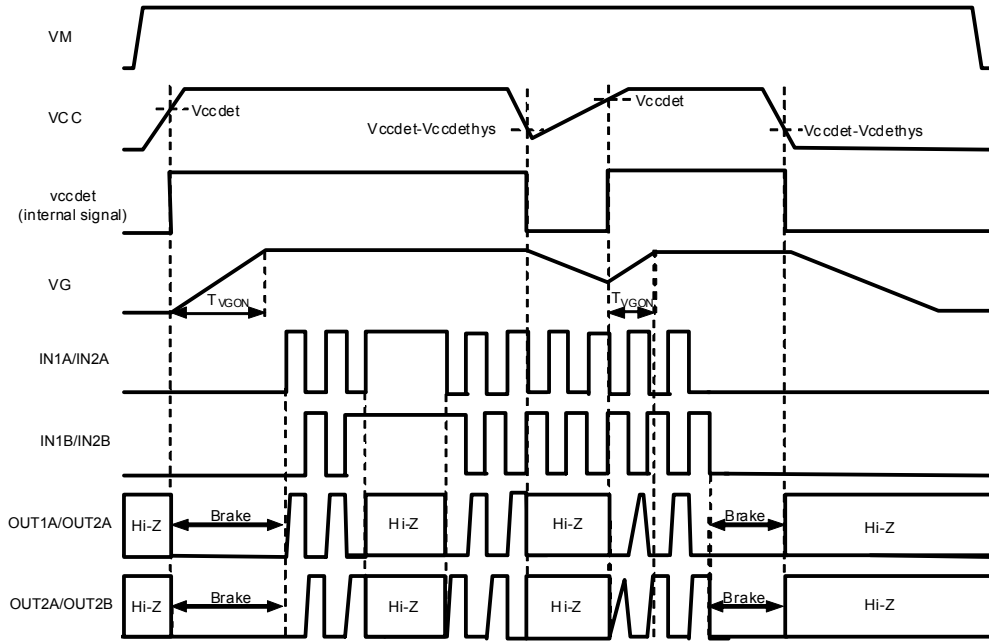 VM
VCC
Vccdet
Vccdet-Vccdethys
Vccdet
Vccdet-Vcdethys
vccdet
(internal signal)
VG
TVGON
TVGON
IN1A/IN2A
IN1B/IN2B
OUT1A/OUT2A
Hi-Z
Brake
Hi-Z
Hi-Z
Brake
Hi-Z
OUT2A/OUT2B
Hi-Z
Brake
Hi-Z
Hi-Z
Brake
Hi-Z